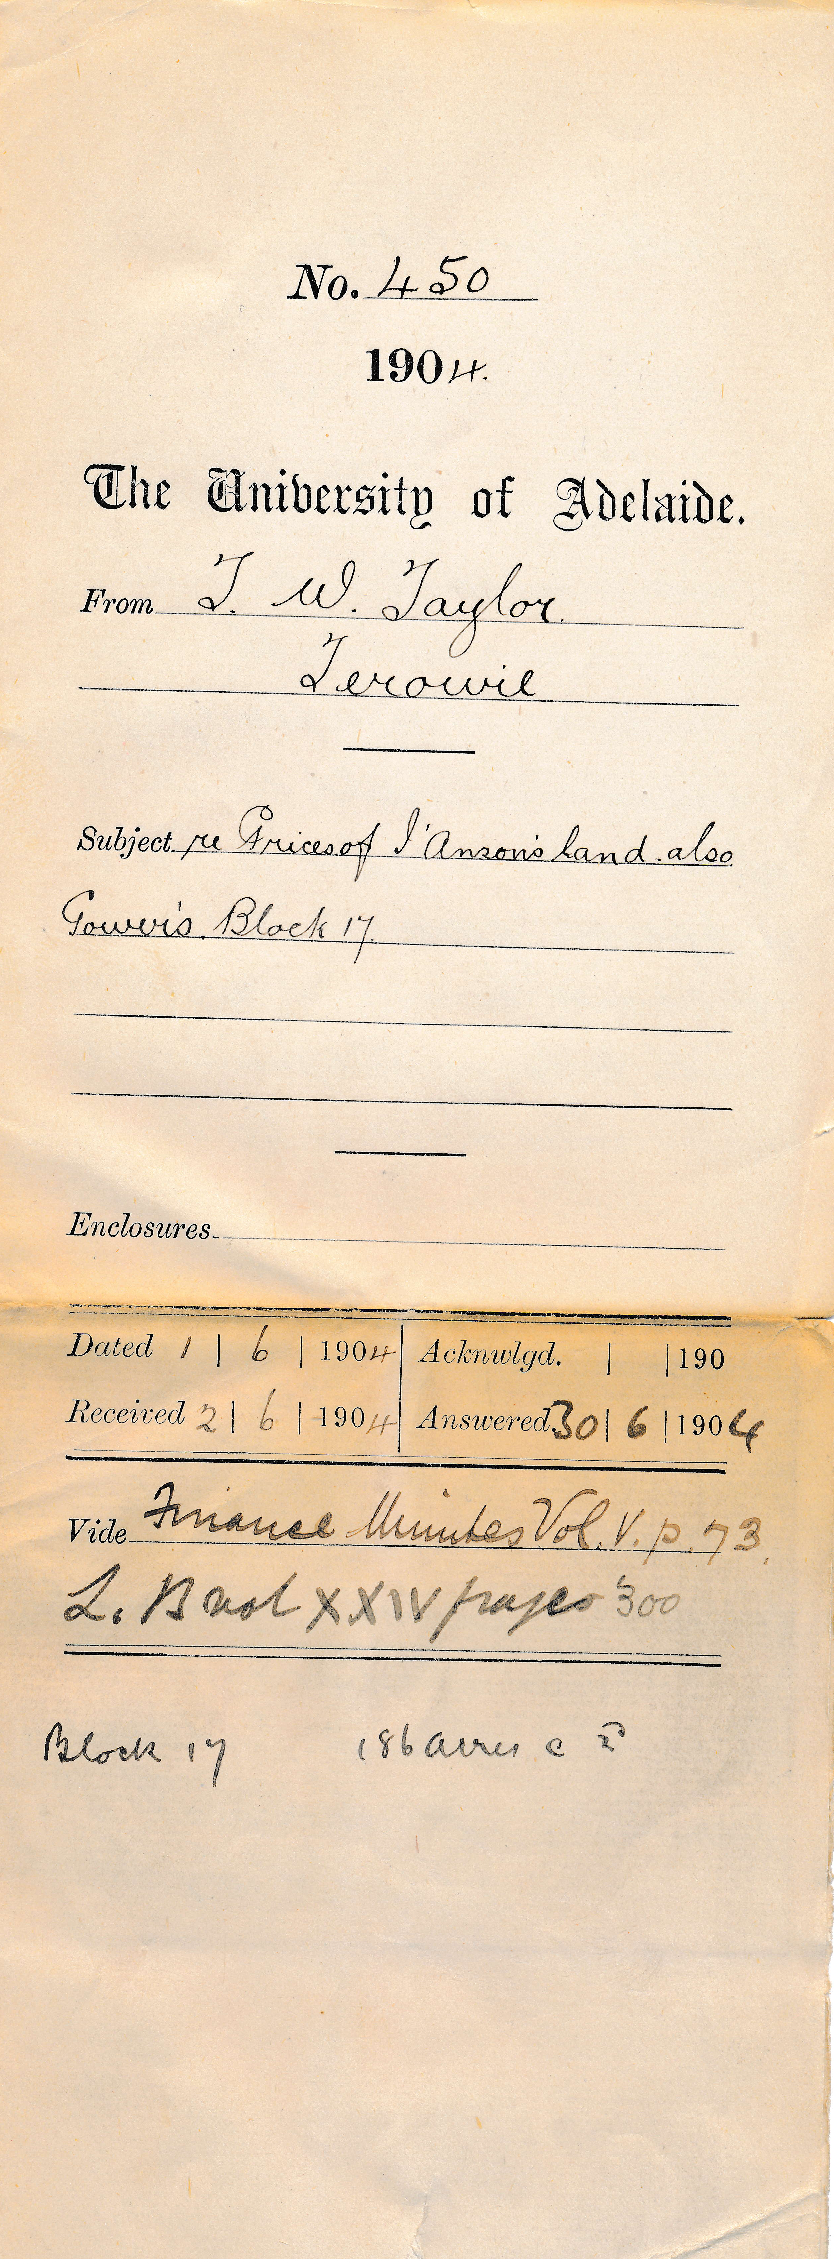 No. 450
1904.
The University of Adelaide.
From T. W. Taylor
Terowie
Subject re Prices of I'Anson's land. also
Gower's Block 17.
Enclosures
Dated 1 | 6 | 1904 Acknwlgd. | | 190
Received 2 | 6 | 1904 Answered 30 | 6 | 1904
Vide Finance Minutes Vol. V. p. 73.
L. B vol XXIV pages 300
Block 17 186 acres